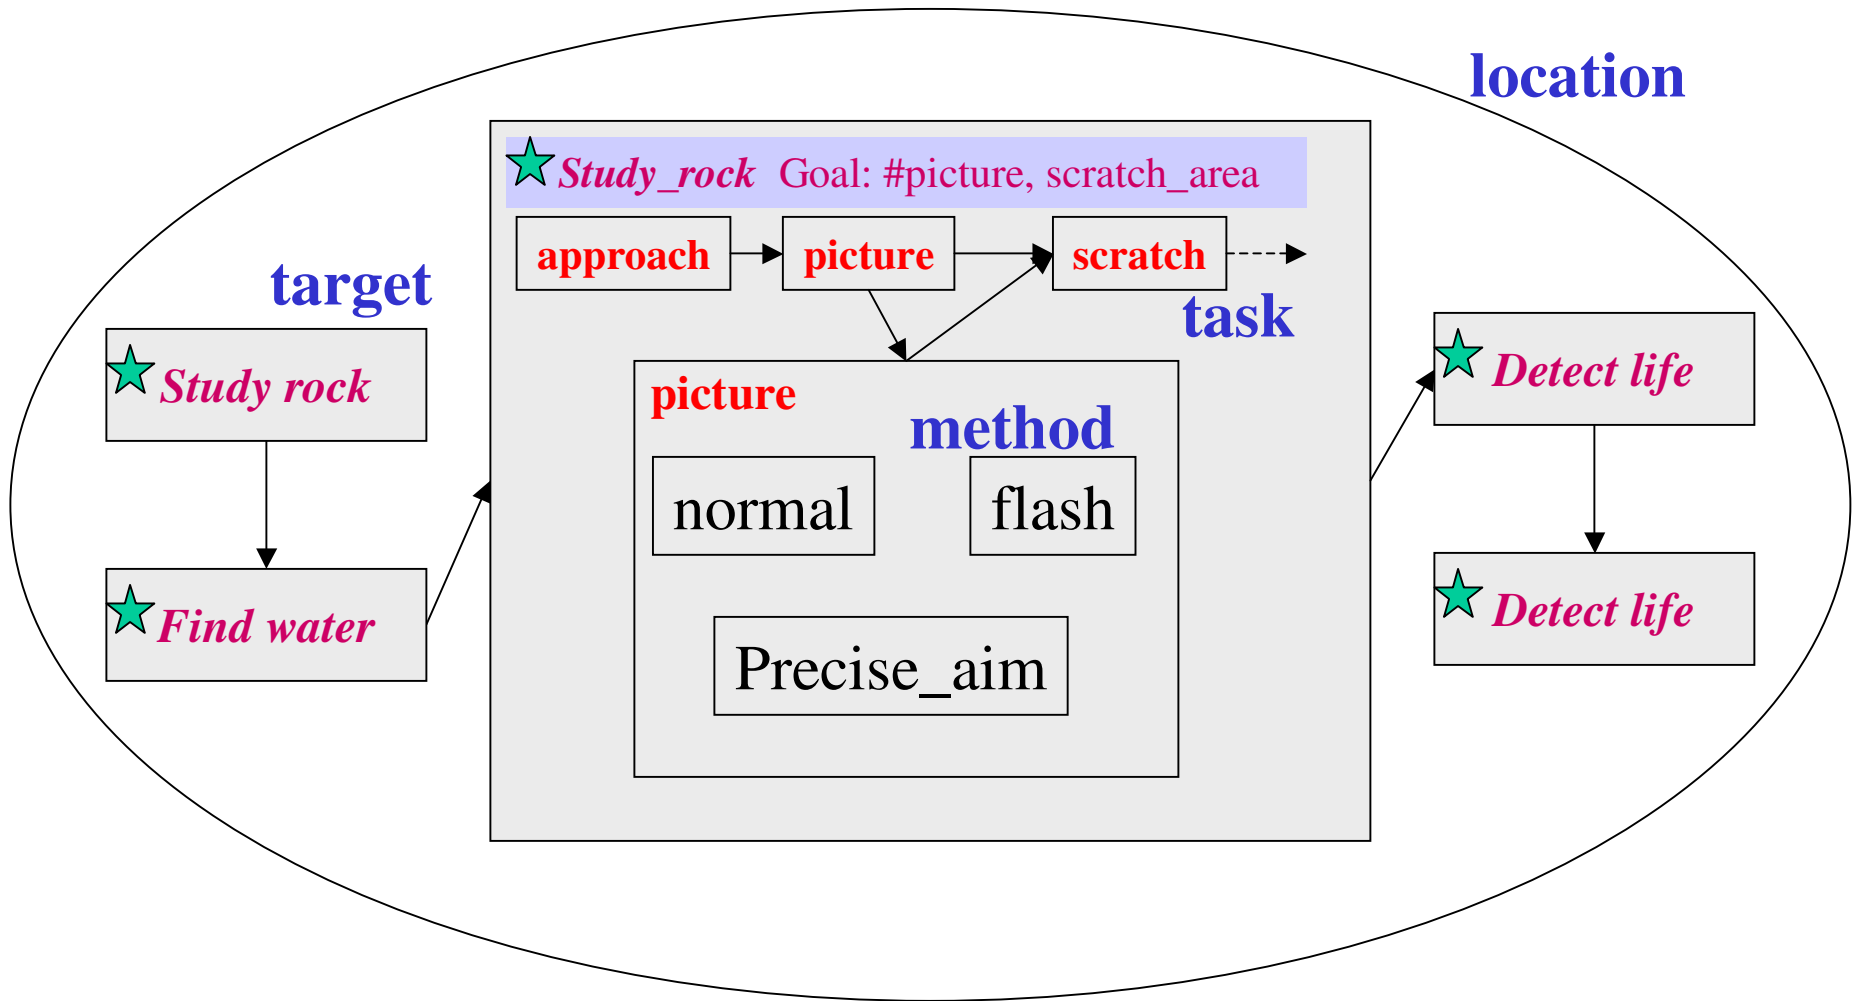 location
target
Study rock
Find water
Study_rock Goal: #picture, scratch_area
approach
picture
scratch
task
picture
method
normal
flash
Precise_aim
Detect life
Detect life